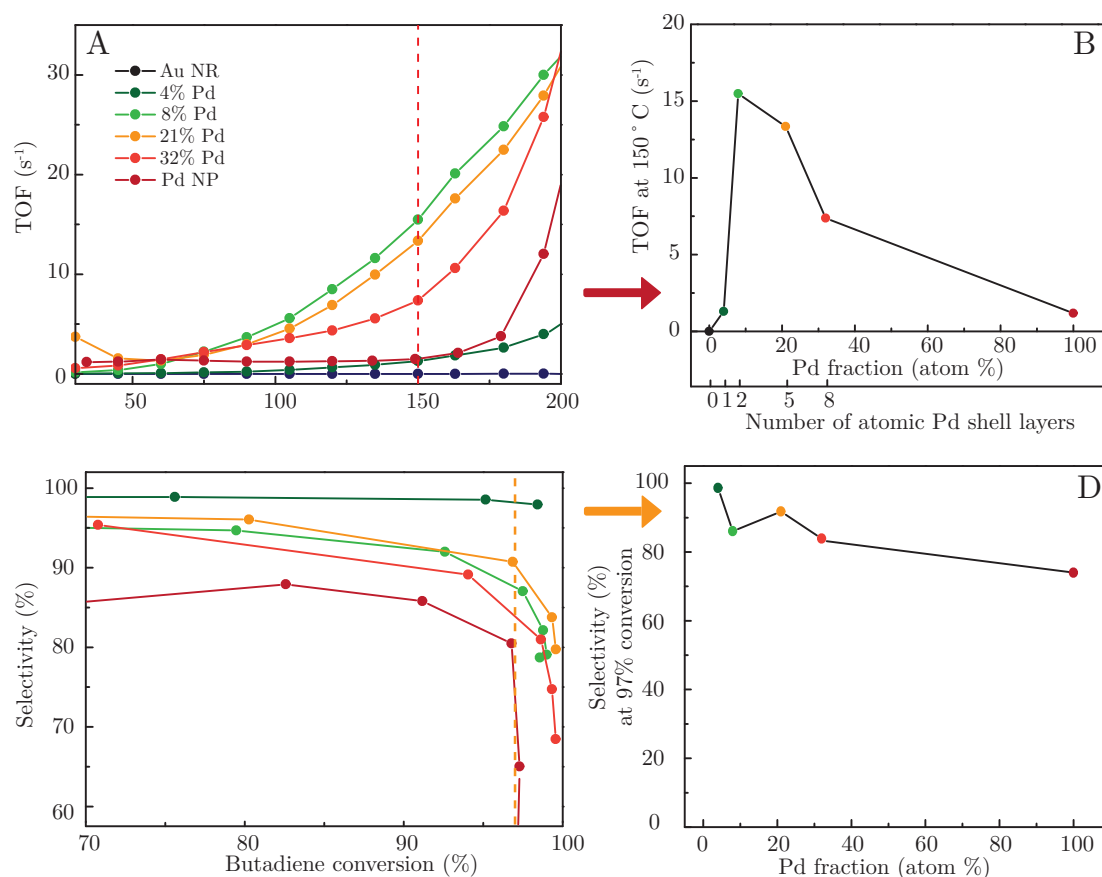 A
Au NR
4% Pd
8% Pd
21% Pd
32% Pd
Pd NP
TOF (s⁻¹)
30
20
10
0
50
100
150
200
B
TOF at 150° C (s⁻¹)
20
15
10
5
0
0
20
40
60
80
100
Pd fraction (atom %)
0 1 2 5 8
Number of atomic Pd shell layers
Selectivity (%)
100
90
80
70
60
70
80
90
100
Butadiene conversion (%)
D
Selectivity (%)
at 97% conversion
100
80
60
40
20
0
0
20
40
60
80
100
Pd fraction (atom %)